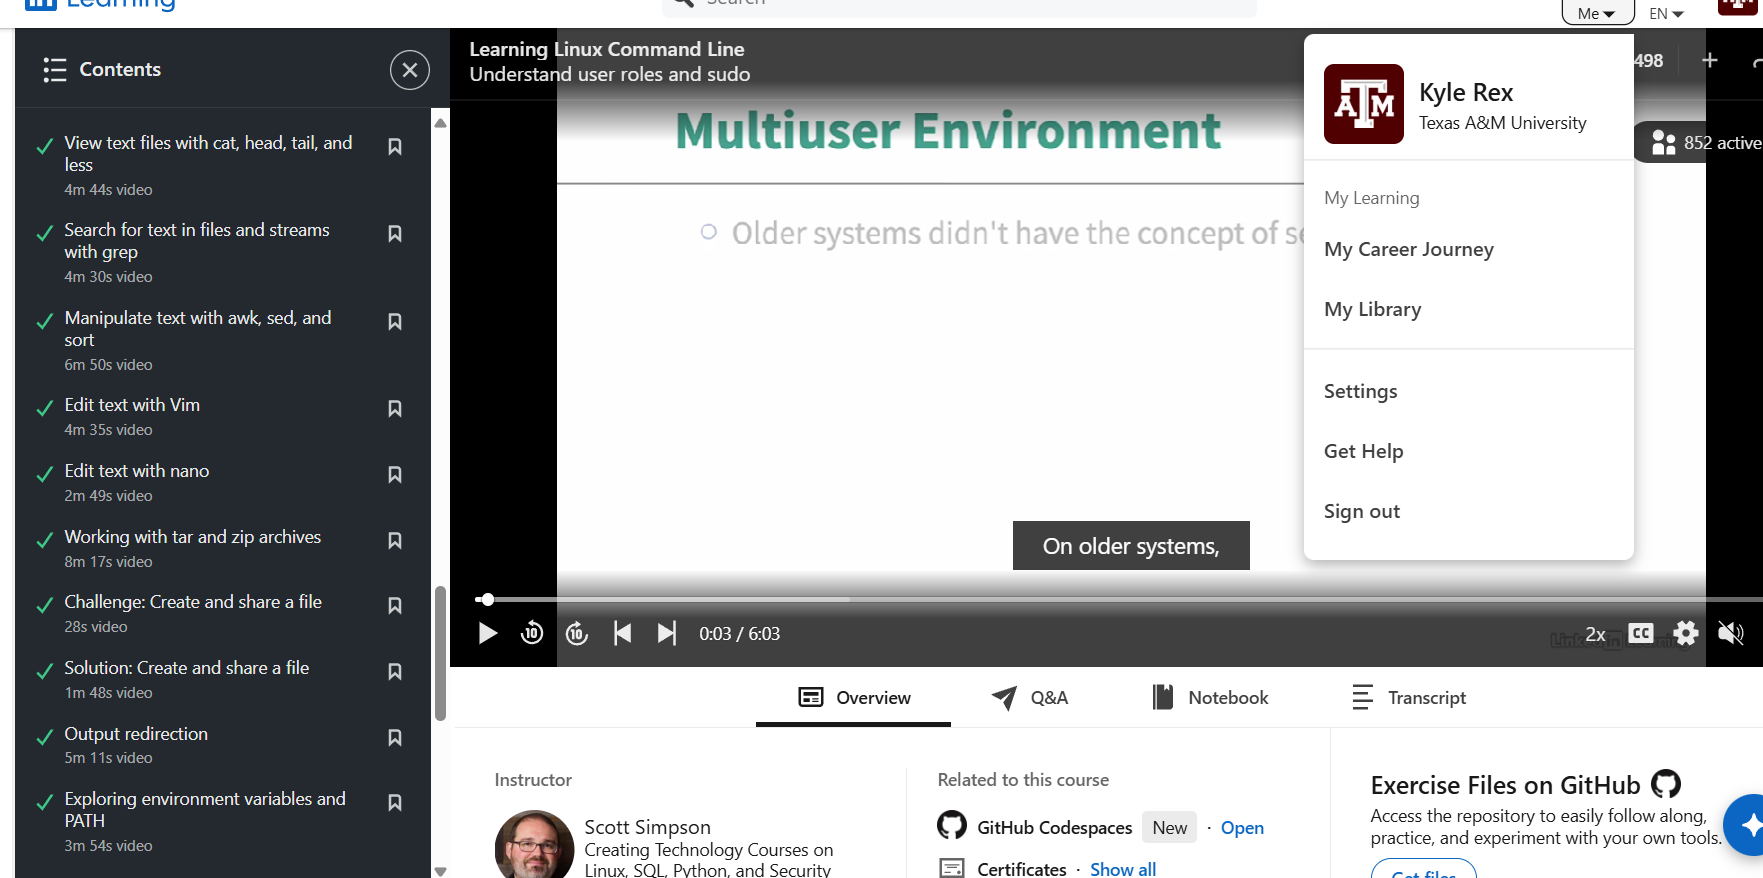 Learning
Search
Me
EN
Contents
View text files with cat, head, tail, and
less
4m 44s video
Search for text in files and streams
with grep
4m 30s video
Manipulate text with awk, sed, and
sort
6m 50s video
Edit text with Vim
4m 35s video
Edit text with nano
2m 49s video
Working with tar and zip archives
8m 17s video
Challenge: Create and share a file
28s video
Solution: Create and share a file
1m 48s video
Output redirection
5m 11s video
Exploring environment variables and
PATH
3m 54s video
Learning Linux Command Line
Understand user roles and sudo
498
Multiuser Environment
852 active
Older systems didn't have the concept of
On older systems,
10
10
0:03 / 6:03
2x
CC
LinkedIn Learning
ATM
Kyle Rex
Texas A&M University
My Learning
My Career Journey
My Library
Settings
Get Help
Sign out
Overview
Q&A
Notebook
Transcript
Instructor
Scott Simpson
Creating Technology Courses on
Linux, SQL, Python, and Security
Related to this course
GitHub Codespaces New · Open
Certificates · Show all
Exercise Files on GitHub
Access the repository to easily follow along,
practice, and experiment with your own tools.
Get files